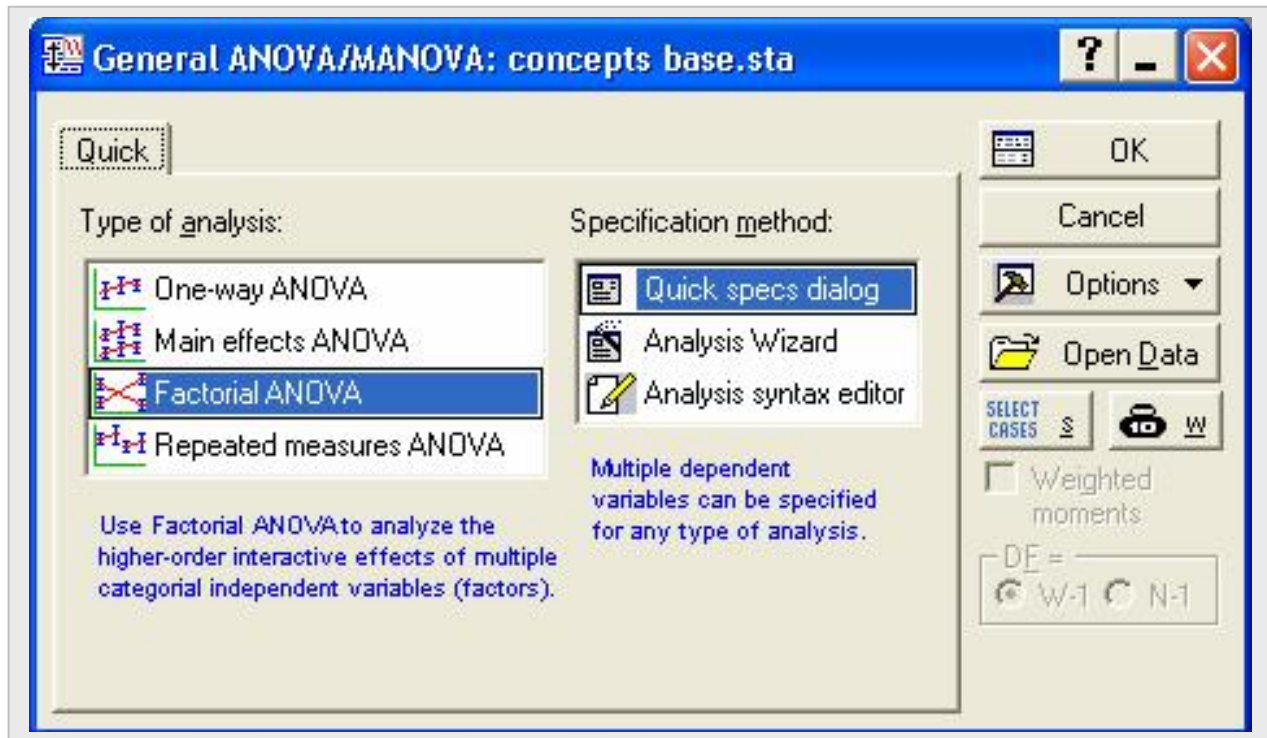 General ANOVA/MANOVA: concepts base.sta
Quick
Type of analysis:
One-way ANOVA
Main effects ANOVA
Factorial ANOVA
Repeated measures ANOVA
Use Factorial ANOVA to analyze the
higher-order interactive effects of multiple
categorial independent variables (factors).
Specification method:
Quick specs dialog
Analysis Wizard
Analysis syntax editor
Multiple dependent
variables can be specified
for any type of analysis.
OK
Cancel
Options
Open Data
SELECT
CASES S
W
Weighted
moments
DF =
W-1 N-1